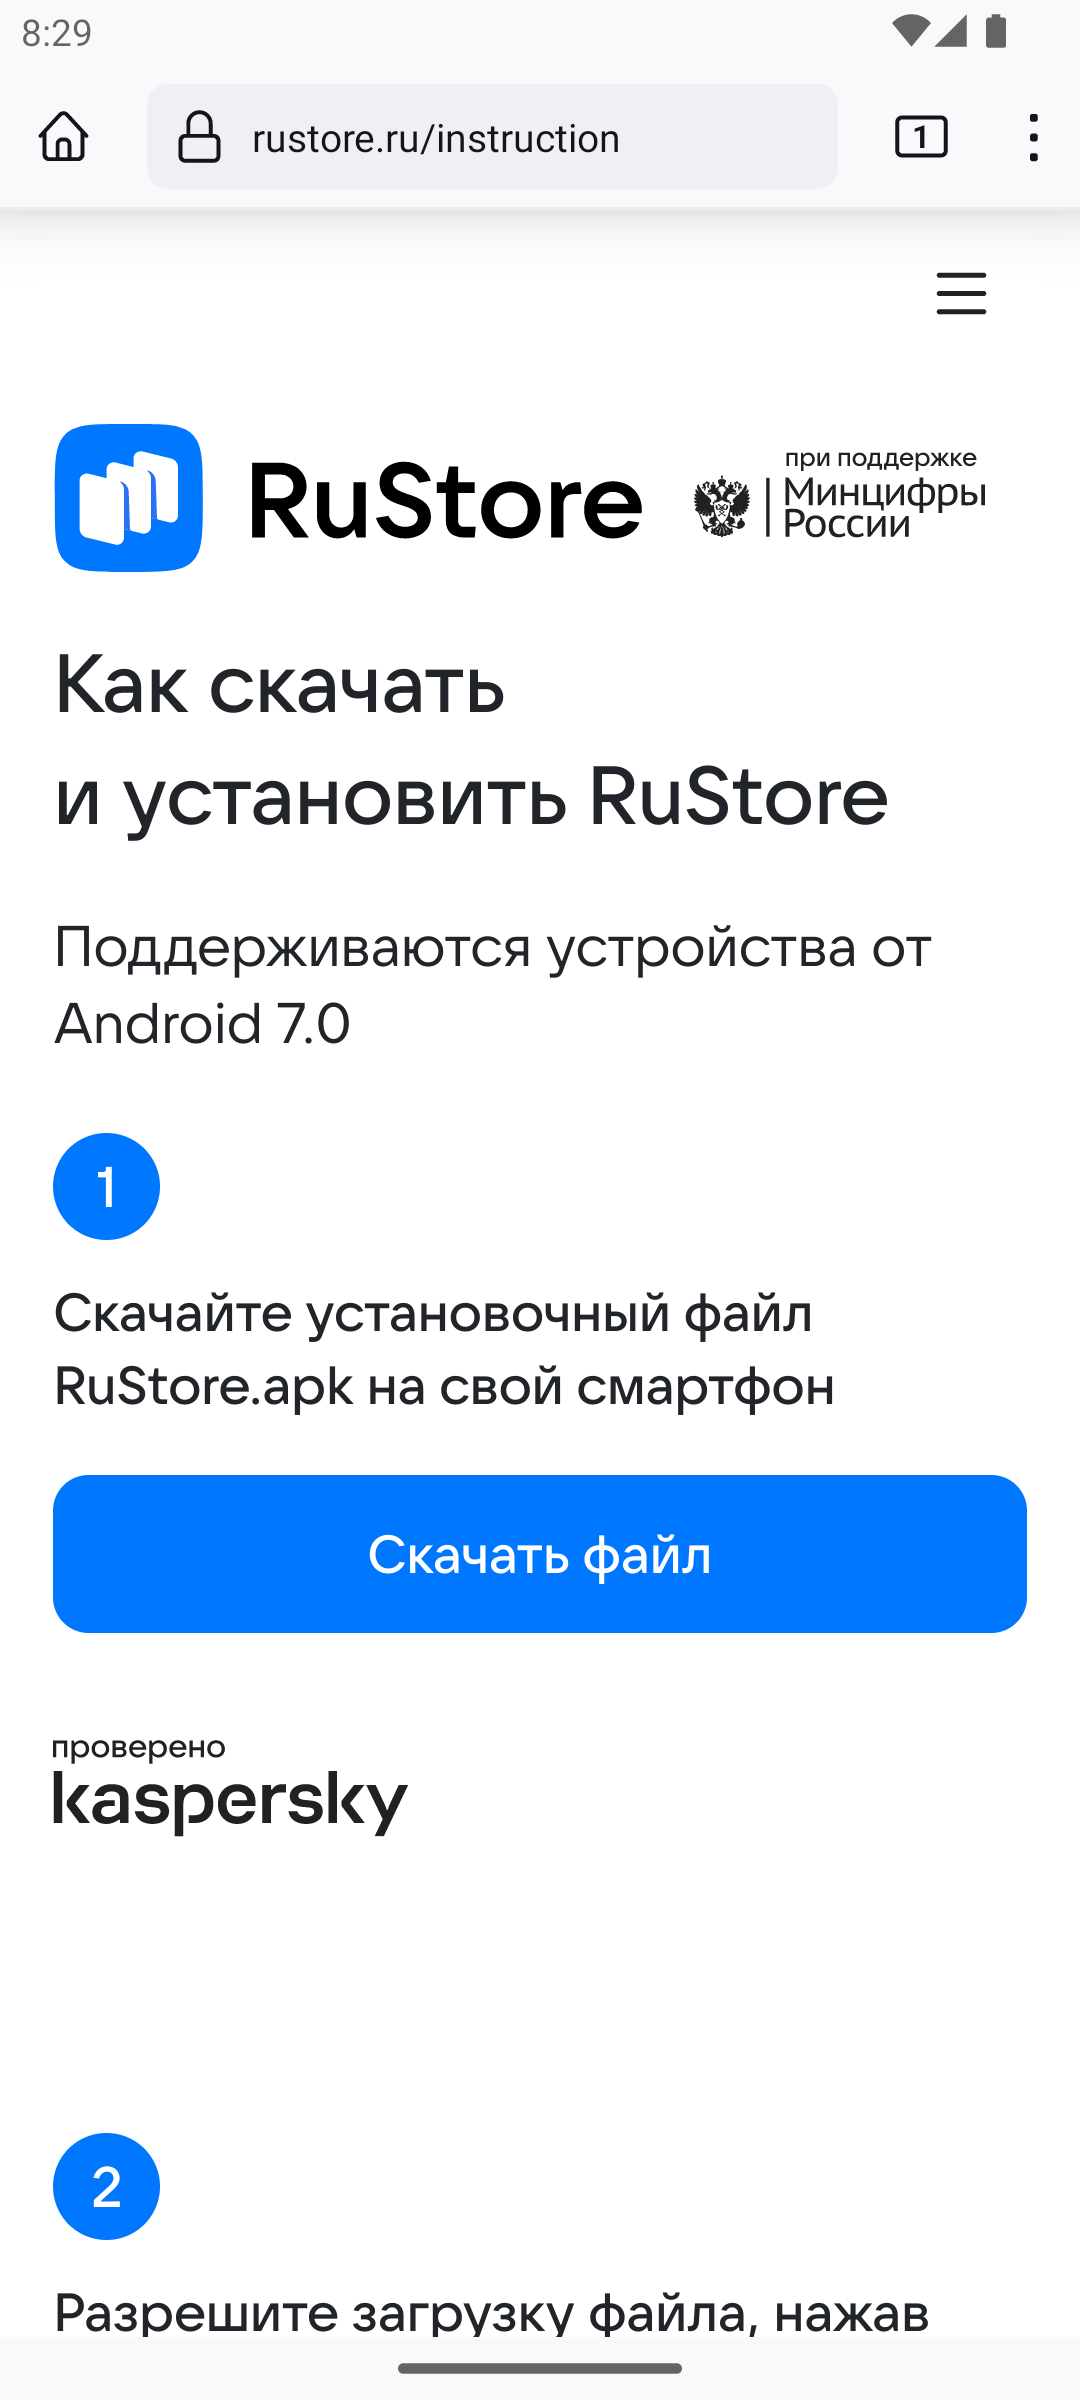 8:29
rustore.ru/instruction
1
RuStore
при поддержке
Минцифры
России
Как скачать
и установить RuStore
Поддерживаются устройства от
Android 7.0
1
Скачайте установочный файл
RuStore.apk на свой смартфон
Скачать файл
проверено
kaspersky
2
Разрешите загрузку файла, нажав